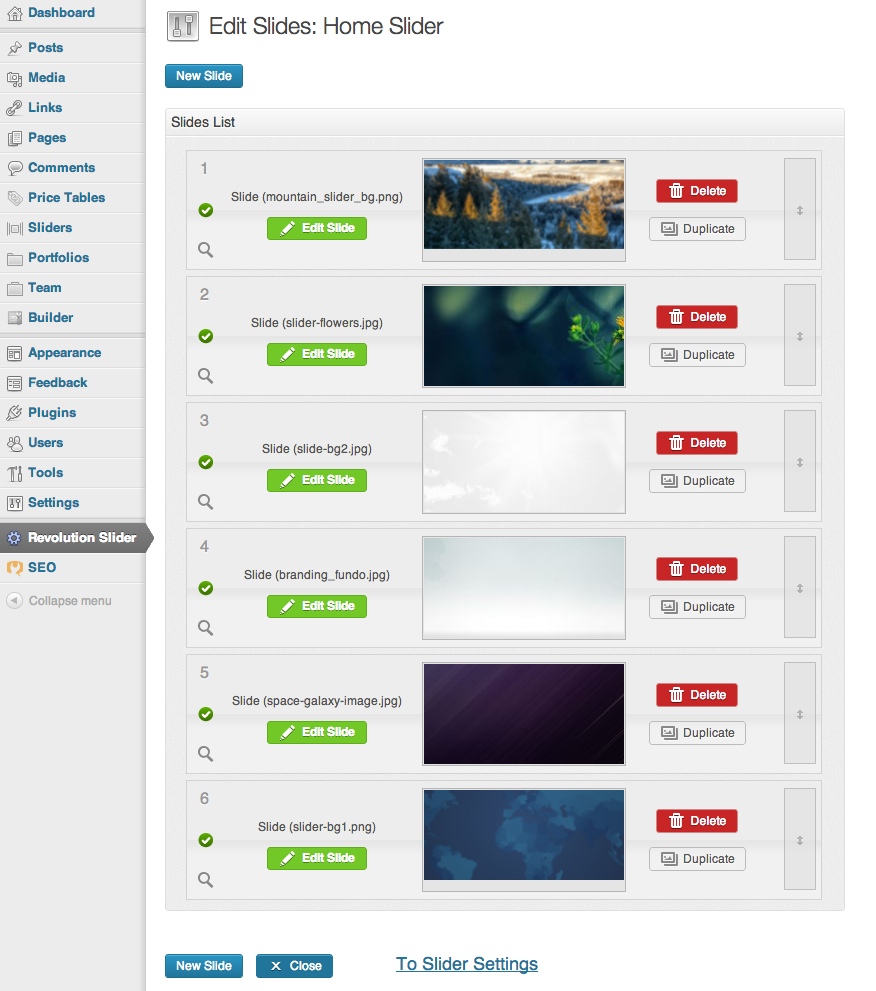 Dashboard
Posts
Media
Links
Pages
Comments
Price Tables
Sliders
Portfolios
Team
Builder
Appearance
Feedback
Plugins
Users
Tools
Settings
Revolution Slider
SEO
Collapse menu
Edit Slides: Home Slider
New Slide
Slides List
1
Slide (mountain_slider_bg.png)
Edit Slide
Delete
Duplicate
2
Slide (slider-flowers.jpg)
Edit Slide
Delete
Duplicate
3
Slide (slide-bg2.jpg)
Edit Slide
Delete
Duplicate
4
Slide (branding_fundo.jpg)
Edit Slide
Delete
Duplicate
5
Slide (space-galaxy-image.jpg)
Edit Slide
Delete
Duplicate
6
Slide (slider-bg1.png)
Edit Slide
Delete
Duplicate
New Slide
X Close
To Slider Settings